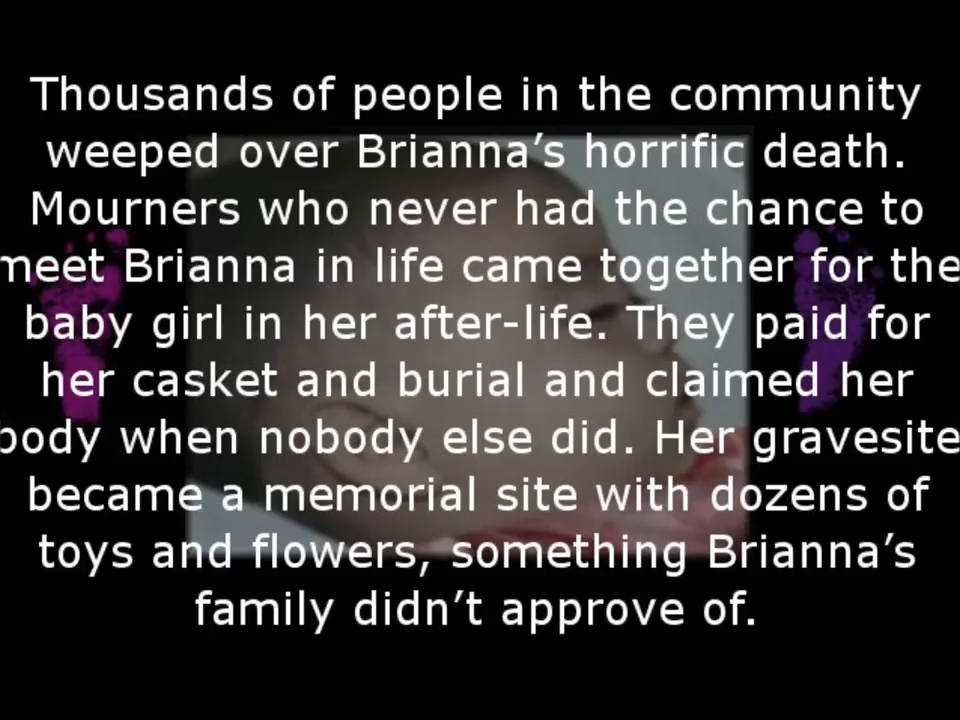 Thousands of people in the community
weeped over Brianna’s horrific death.
Mourners who never had the chance to
meet Brianna in life came together for the
baby girl in her after-life. They paid for
her casket and burial and claimed her
body when nobody else did. Her gravesite
became a memorial site with dozens of
toys and flowers, something Brianna’s
family didn’t approve of.